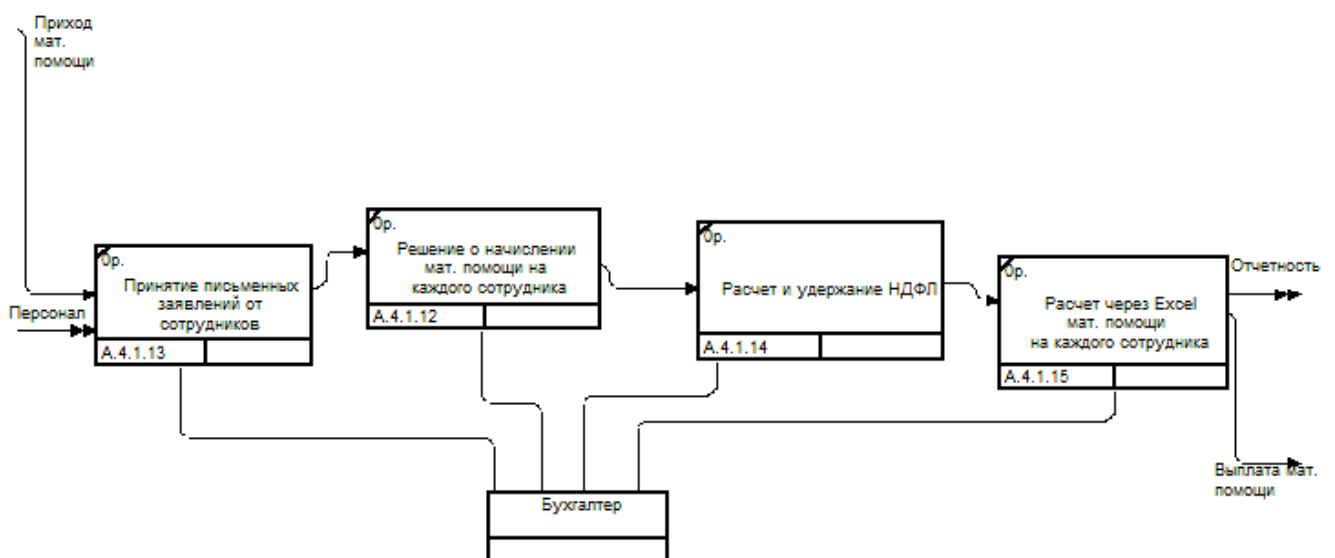 Приход
мат.
помощи
Персонал
0р.
Принятие письменных
заявлений от
сотрудников
А.4.1.13
0р.
Решение о начислении
мат. помощи на
каждого сотрудника
А.4.1.12
0р.
Расчет и удержание НДФЛ
А.4.1.14
0р.
Расчет через Excel
мат. помощи
на каждого сотрудника
А.4.1.15
Отчетность
Выплата мат.
помощи
Бухгалтер